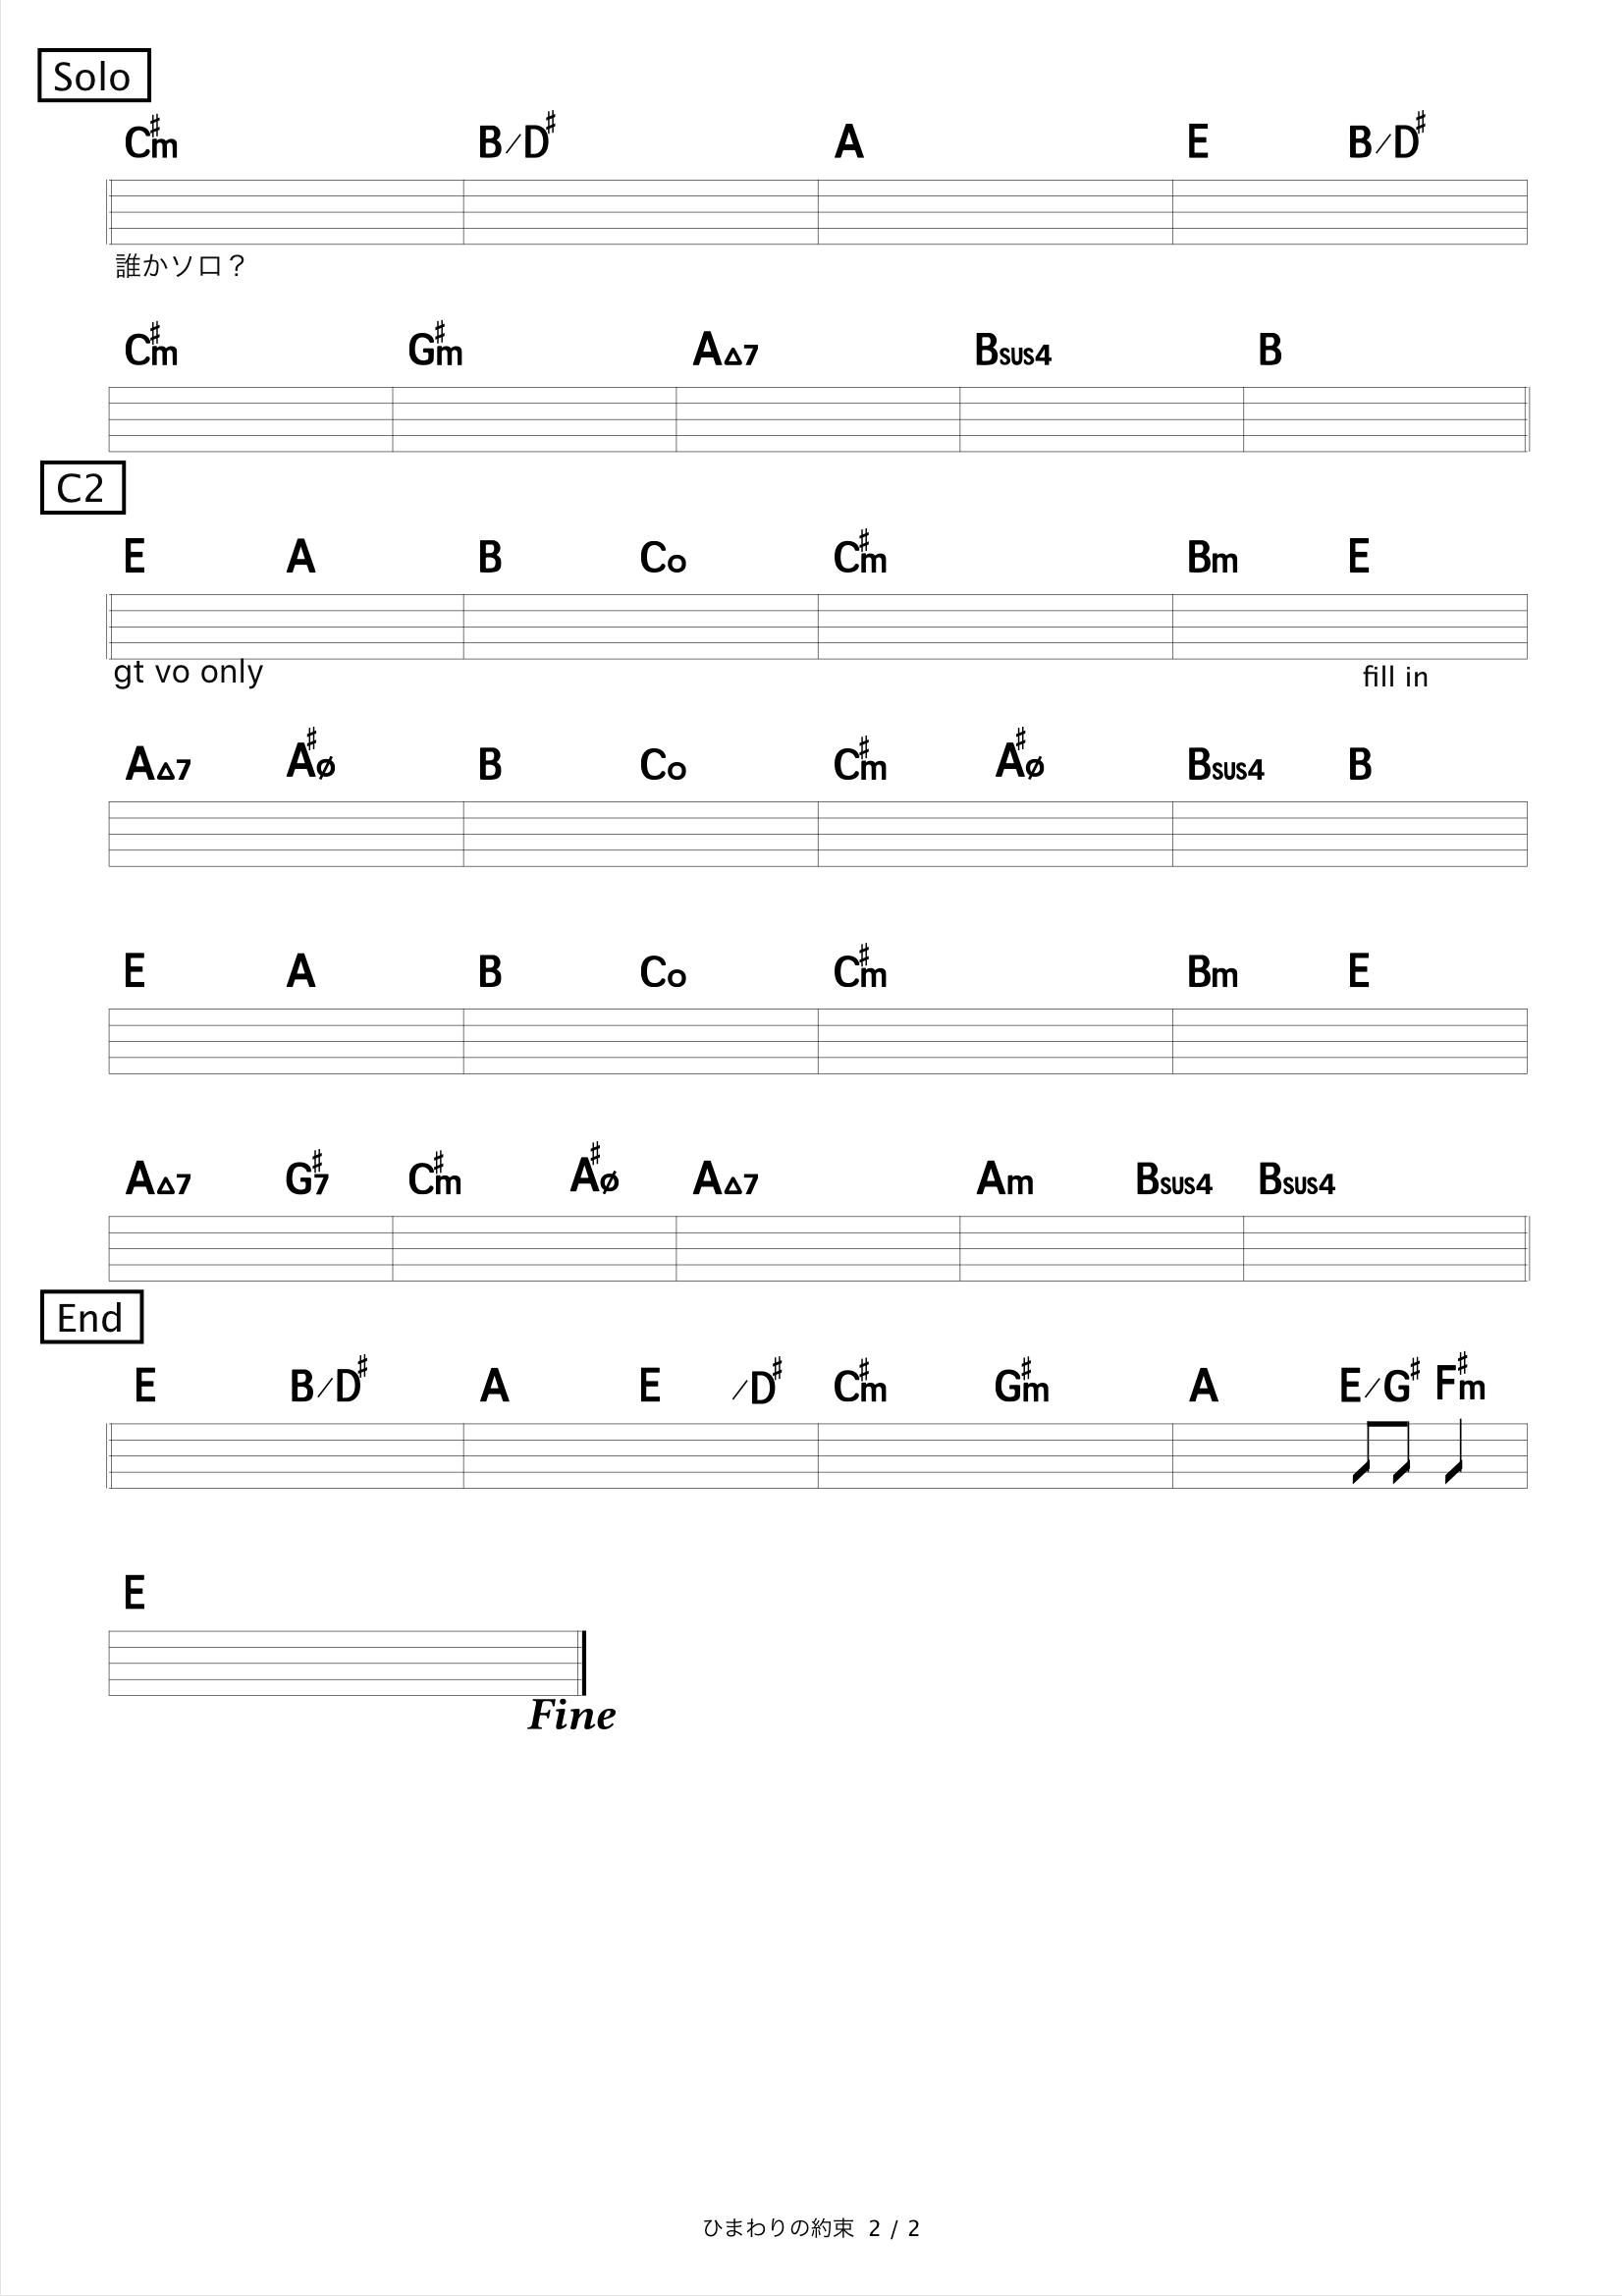 Solo
C♯m B/D♯ A E B/D♯
誰かソロ？
C♯m G♯m A△7 Bsus4 B
C2
E A B Co C♯m Bm E
gt vo only fill in
A△7 A♯ø B Co C♯m A♯ø Bsus4 B
E A B Co C♯m Bm E
A△7 G♯7 C♯m A♯ø A△7 Am Bsus4 Bsus4
End
E B/D♯ A E /D♯ C♯m G♯m A E/G♯ F♯m
E
Fine
ひまわりの約束 2 / 2